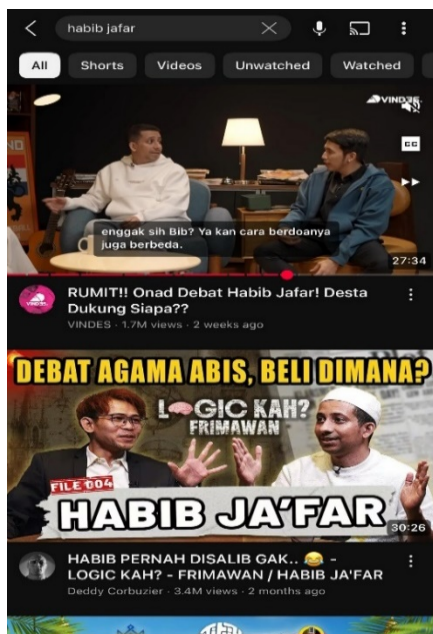 habib jafar
All Shorts Videos Unwatched Watched
VINDES
CC
enggak sih Bib? Ya kan cara berdoanya
juga berbeda.
27:34
RUMIT!! Onad Debat Habib Jafar! Desta
Dukung Siapa??
VINDES · 1.7M views · 2 weeks ago
DEBAT AGAMA ABIS, BELI DIMANA?
LOGIC KAH?
FRIMAWAN
FILE 004
HABIB JA'FAR
30:26
HABIB PERNAH DISALIB GAK.. 😂 -
LOGIC KAH? - FRIMAWAN / HABIB JA'FAR
Deddy Corbuzier · 3.4M views · 2 months ago